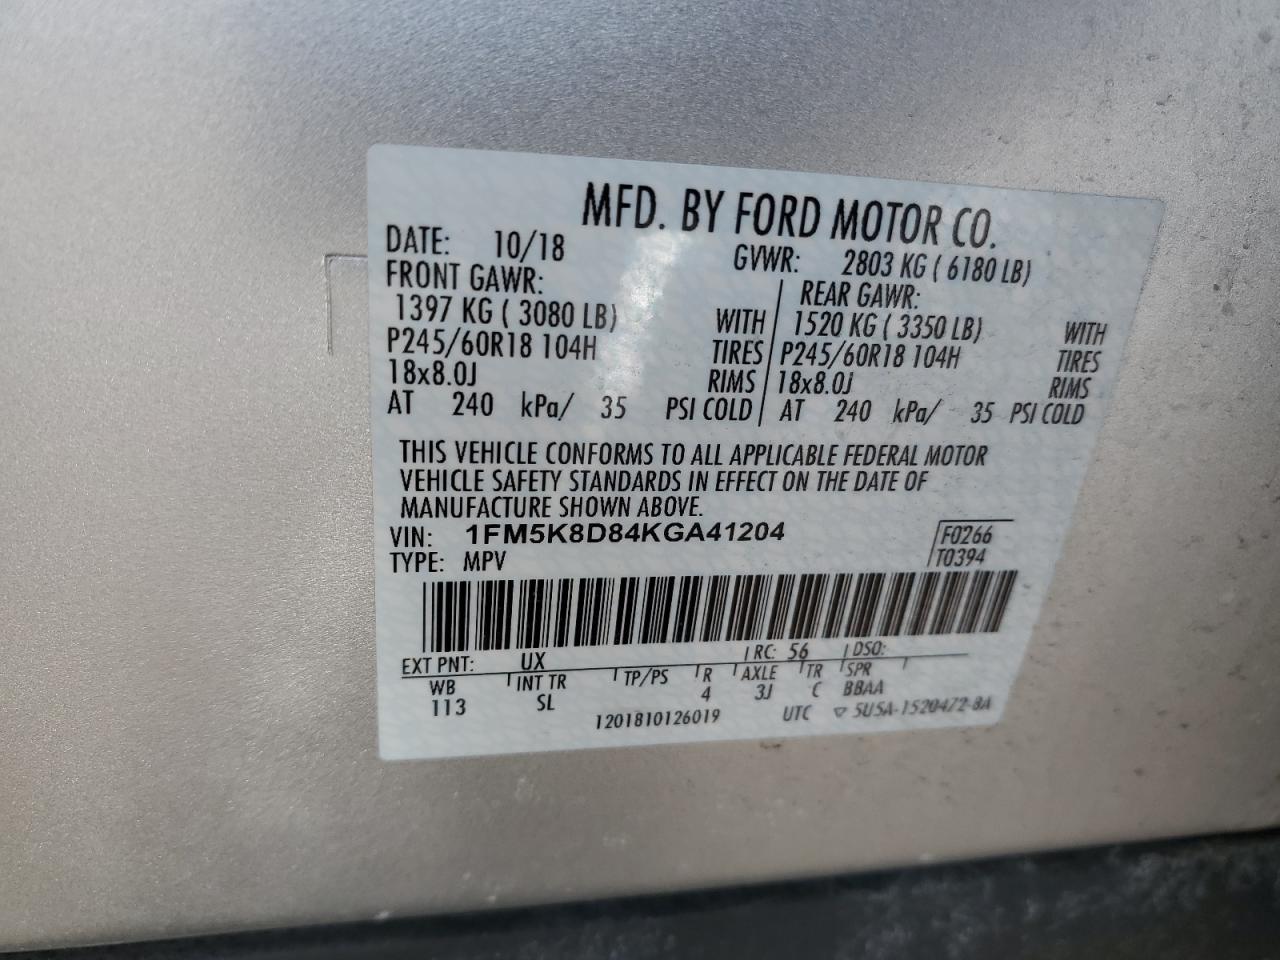 MFD. BY FORD MOTOR CO.
DATE: 10/18 GVWR: 2803 KG ( 6180 LB)
FRONT GAWR: REAR GAWR:
1397 KG ( 3080 LB) WITH 1520 KG ( 3350 LB) WITH
P245/60R18 104H TIRES P245/60R18 104H TIRES
18x8.0J RIMS 18x8.0J RIMS
AT 240 kPa/ 35 PSI COLD AT 240 kPa/ 35 PSI COLD
THIS VEHICLE CONFORMS TO ALL APPLICABLE FEDERAL MOTOR
VEHICLE SAFETY STANDARDS IN EFFECT ON THE DATE OF
MANUFACTURE SHOWN ABOVE.
VIN: 1FM5K8D84KGA41204 F0266
TYPE: MPV T0394
EXT PNT: UX RC: 56 DSO:
WB INT TR TP/PS R AXLE TR SPR
113 SL 4 3J C BBAA
1201810126019 UTC ▽ 5U5A-1520472-BA